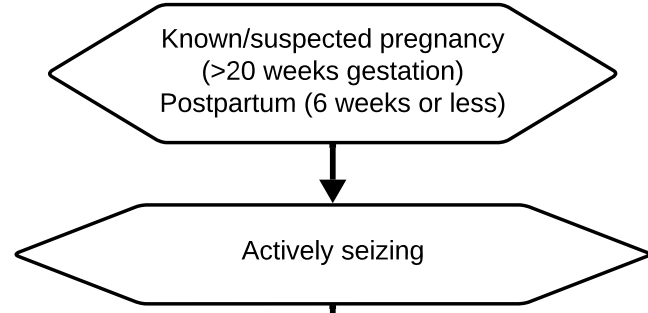 Known/suspected pregnancy
(>20 weeks gestation)
Postpartum (6 weeks or less)
Actively seizing